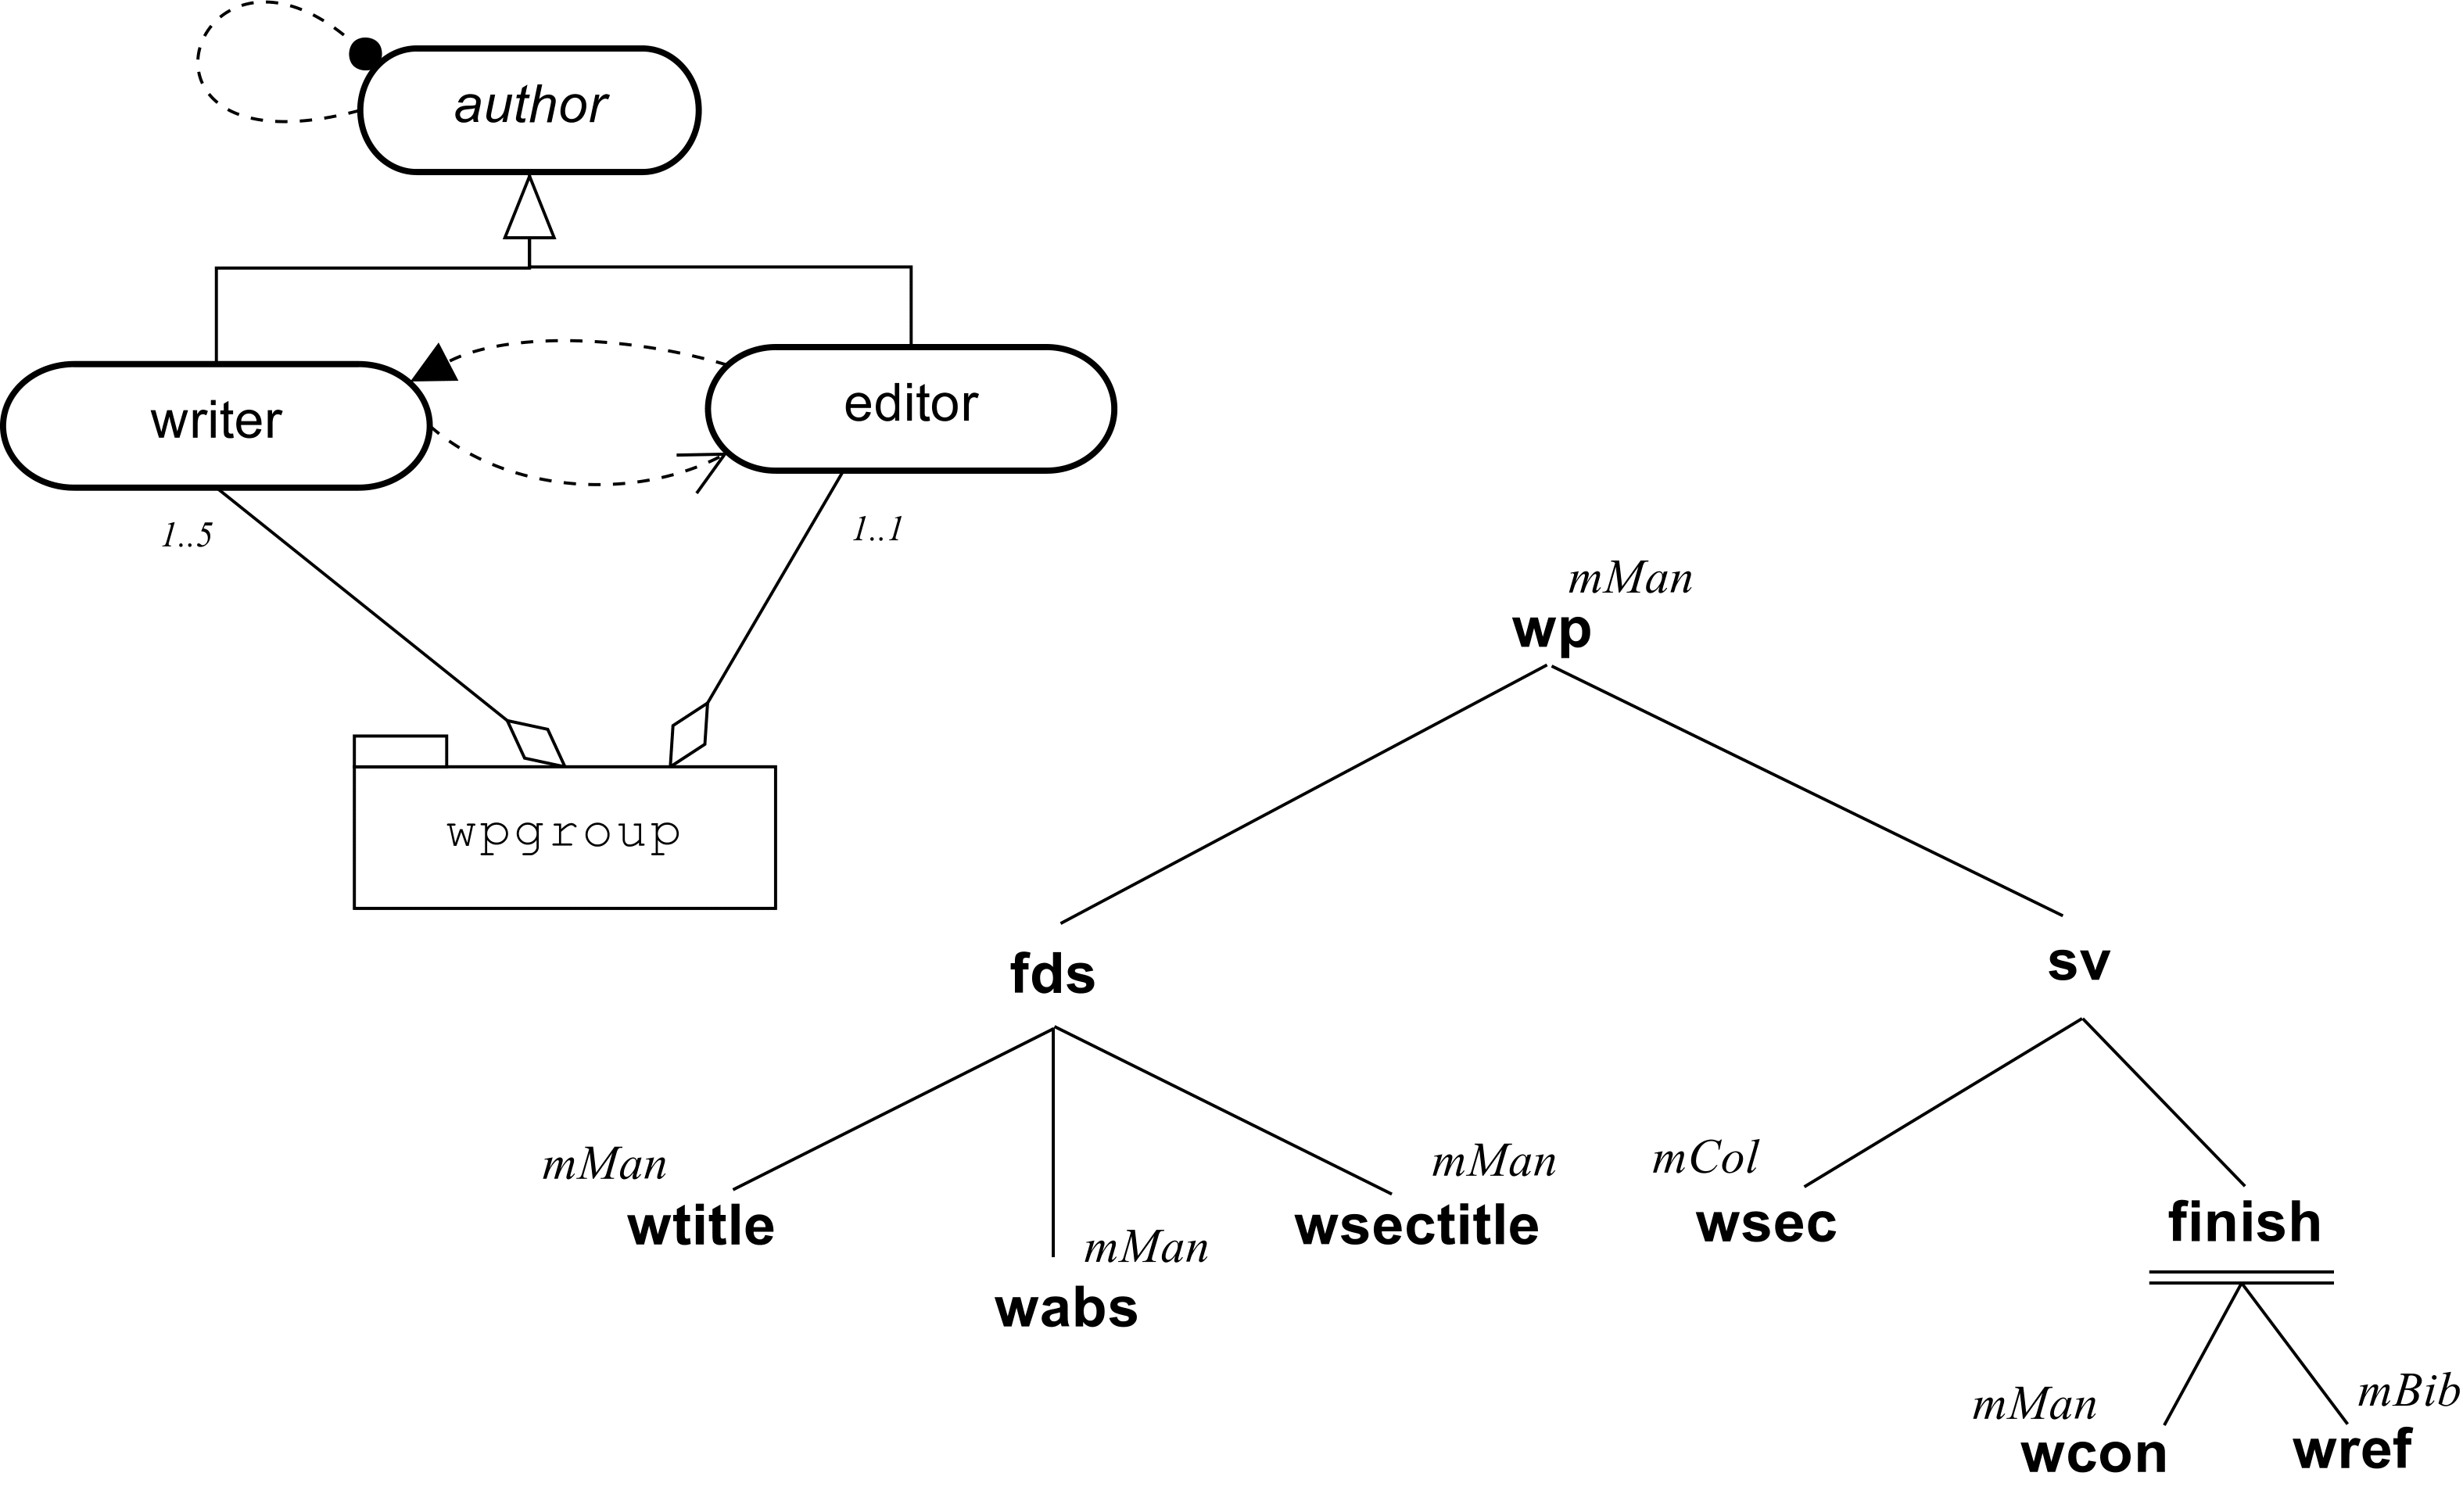 author
writer
editor
1..5
1..1
wpgroup
mMan
wp
fds
sv
mMan
wtitle
mMan
wabs
mMan
wsectitle
mCol
wsec
finish
mMan
wcon
mBib
wref